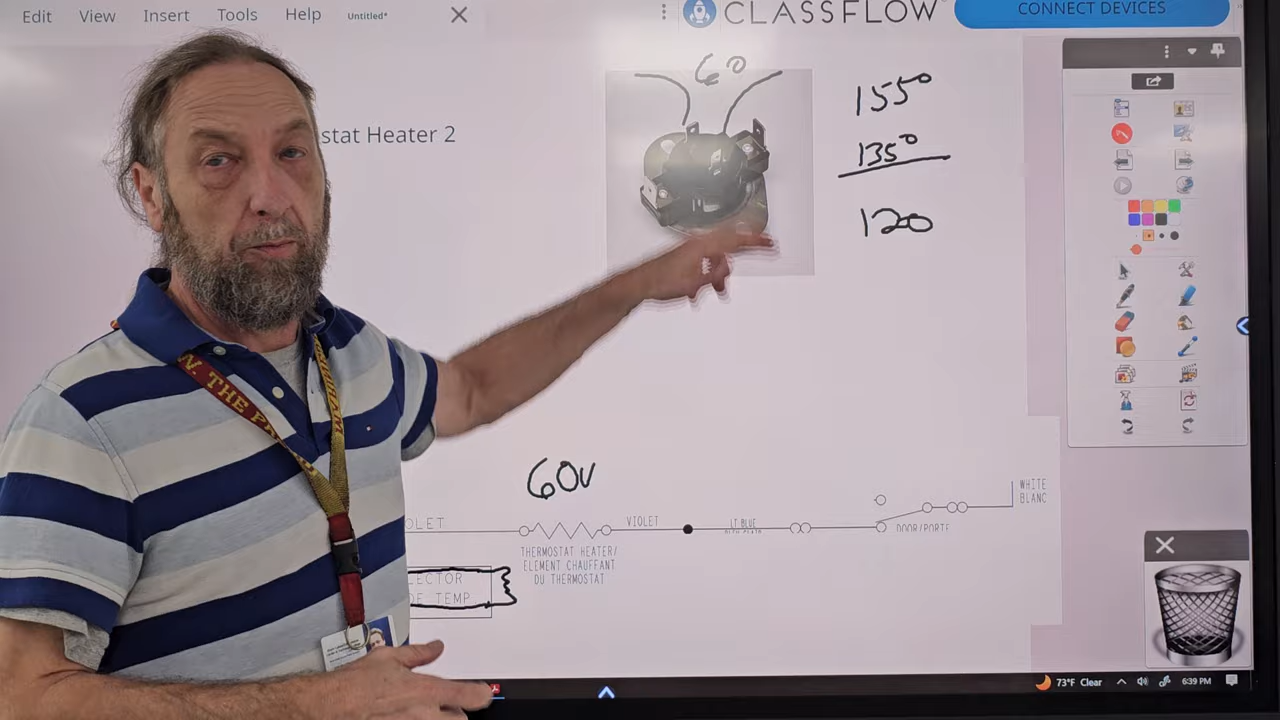 Edit View Insert Tools Help Untitled*
CLASSFLOW
CONNECT DEVICES
stat Heater 2
60
155°
135°
120
N. THE P
60V
OLET
VIOLET
LT BLUE
DOOR/PORTE
WHITE
BLANC
THERMOSTAT HEATER/
ELEMENT CHAUFFANT
DU THERMOSTAT
LECTOR
DE TEMP
73°F Clear
6:39 PM